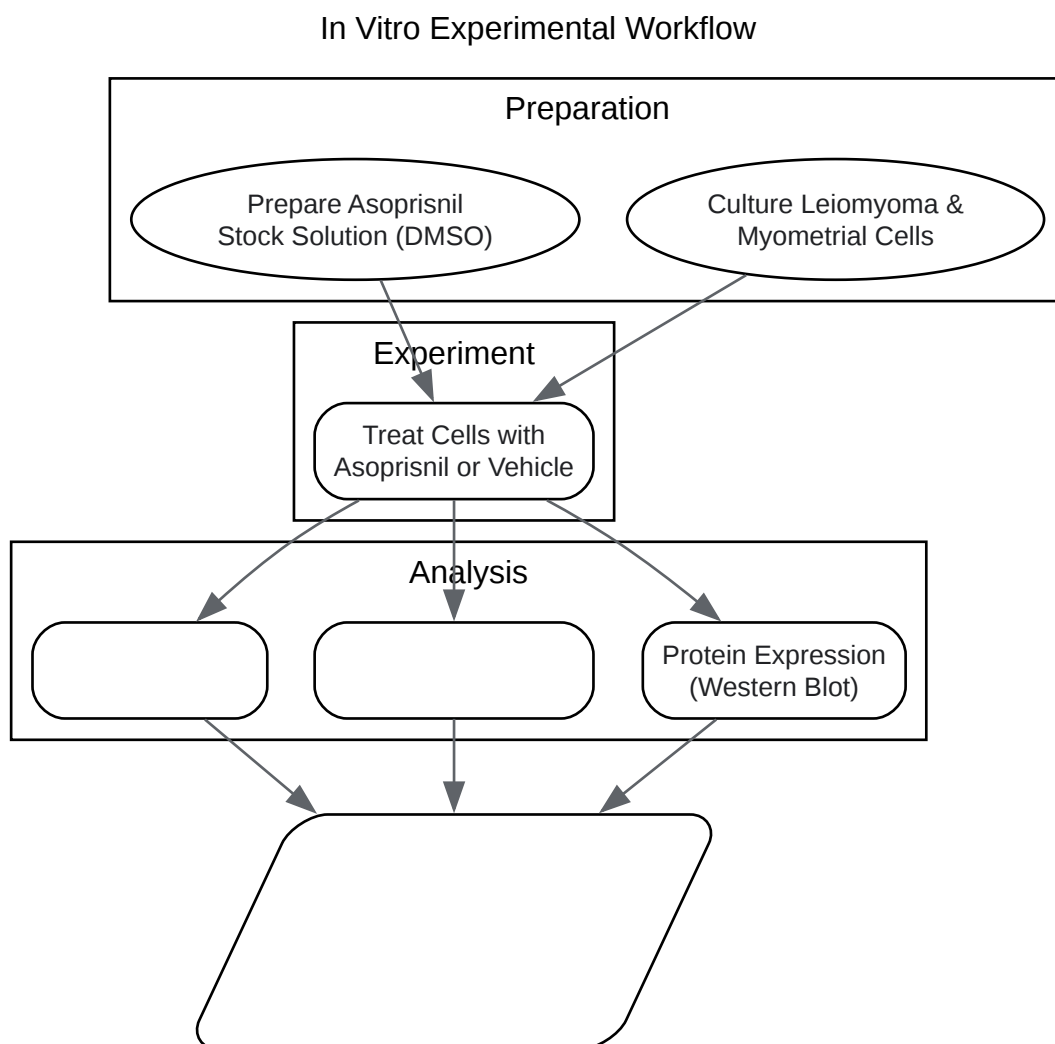 In Vitro Experimental Workflow
Preparation
Prepare Asoprisnil
Stock Solution (DMSO)
Culture Leiomyoma &
Myometrial Cells
Experiment
Treat Cells with
Asoprisnil or Vehicle
Analysis
Protein Expression
(Western Blot)